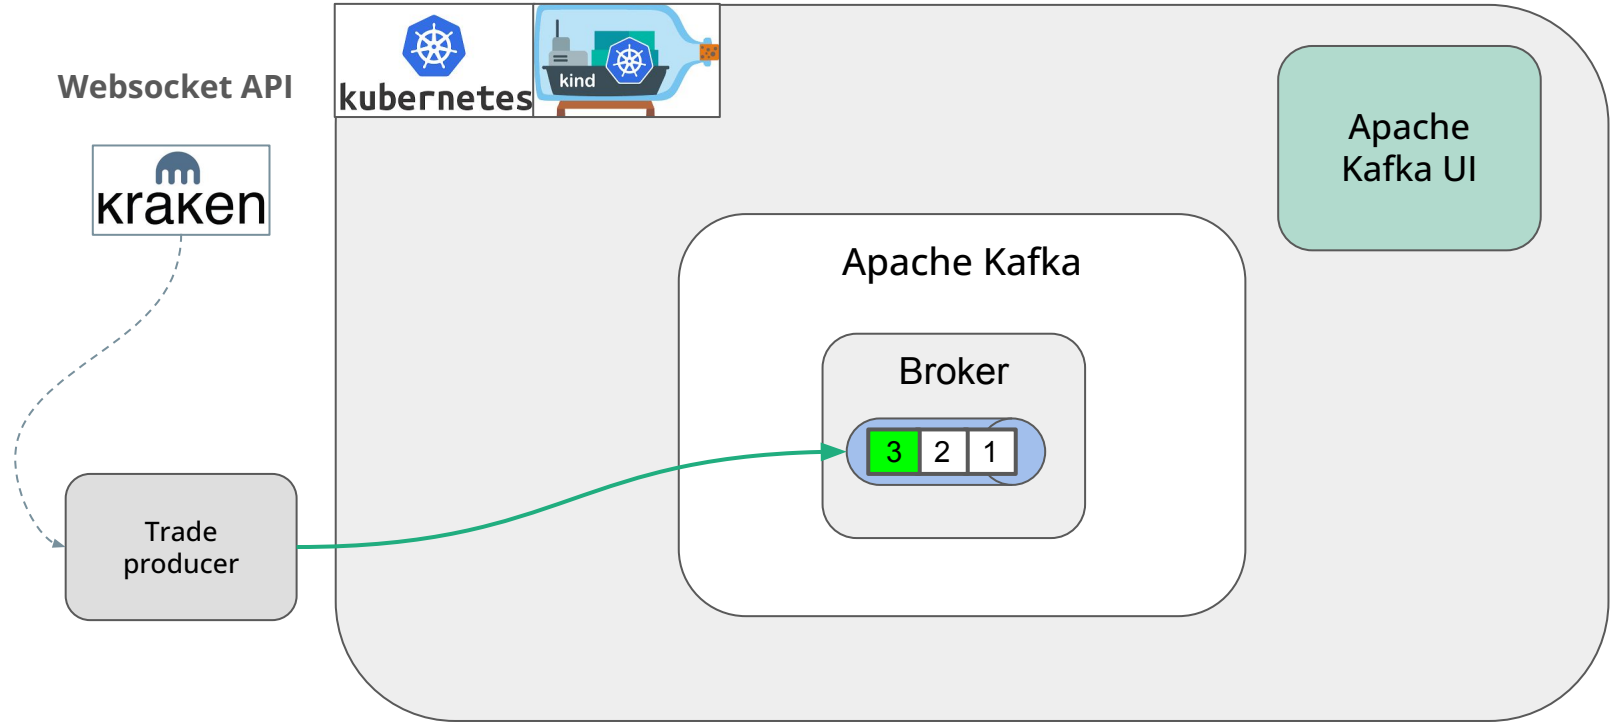 Websocket API
kraken
kubernetes
kind
Apache
Kafka UI
Apache Kafka
Broker
3 2 1
Trade
producer